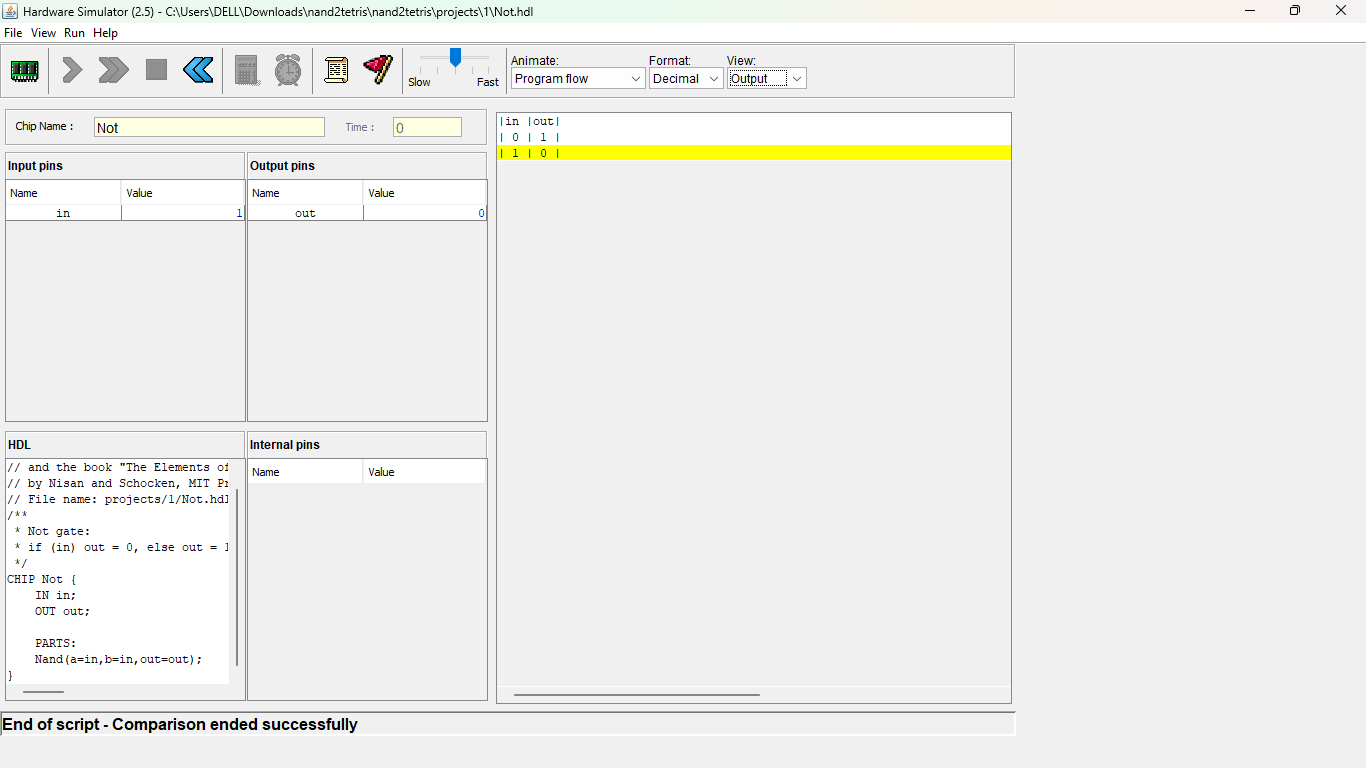 Hardware Simulator (2.5) - C:\Users\DELL\Downloads\nand2tetris\nand2tetris\projects\1\Not.hdl
File View Run Help
Slow Fast
Animate: Format: View:
Program flow Decimal Output
Chip Name : Not Time : 0
Input pins
Name Value
in 1
Output pins
Name Value
out 0
HDL
// and the book "The Elements of
// by Nisan and Schocken, MIT
// File name: projects/1/Not.hdl
/**
* Not gate:
* if (in) out = 0, else out = 1
*/
CHIP Not {
IN in;
OUT out;
PARTS:
Nand(a=in,b=in,out=out);
}
Internal pins
Name Value
|in |out|
| 0 | 1 |
| 1 | 0 |
End of script - Comparison ended successfully